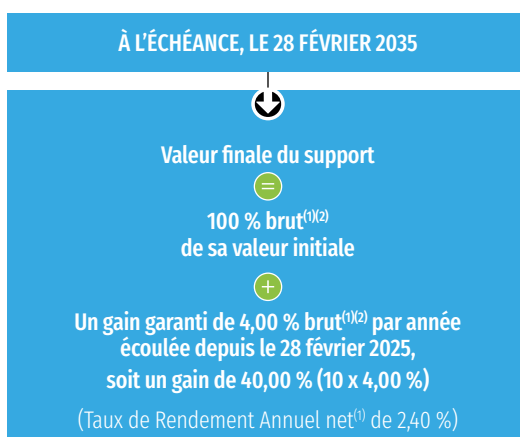 À L'ÉCHÉANCE, LE 28 FÉVRIER 2035
Valeur finale du support
=
100 % brut⁽¹⁾⁽²⁾
de sa valeur initiale
+
Un gain garanti de 4,00 % brut⁽¹⁾⁽²⁾ par année
écoulée depuis le 28 février 2025,
soit un gain de 40,00 % (10 x 4,00 %)
(Taux de Rendement Annuel net⁽¹⁾ de 2,40 %)